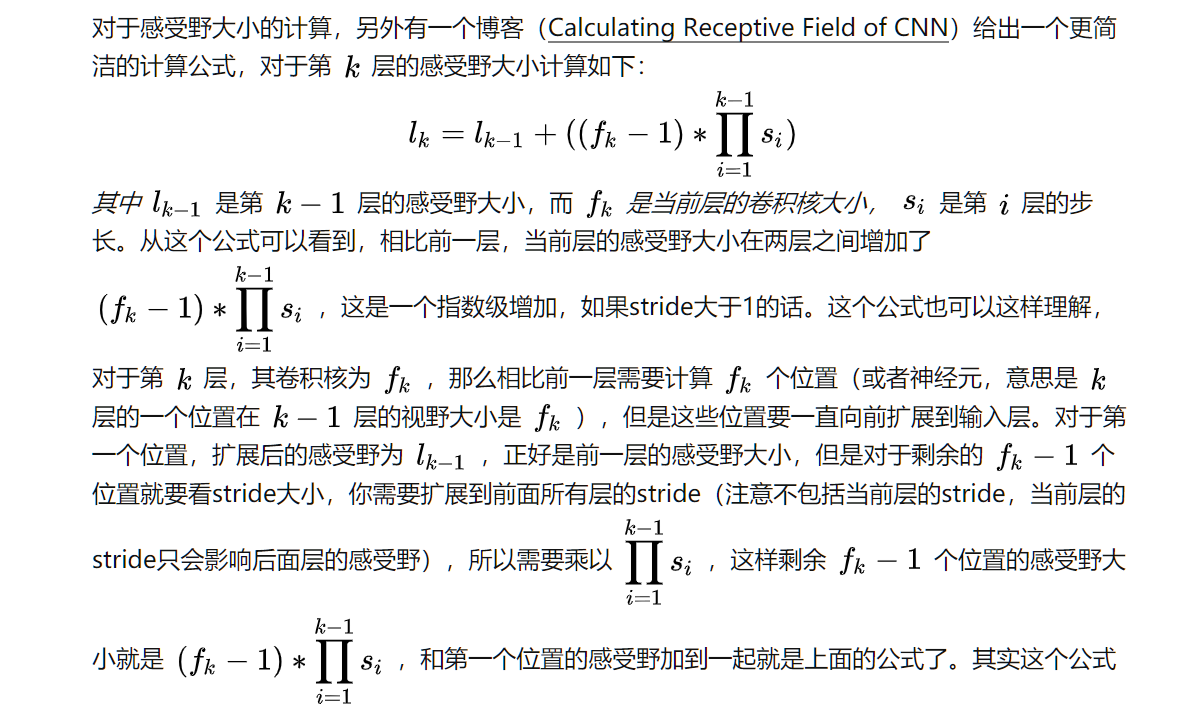 对于感受野大小的计算，另外有一个博客（Calculating Receptive Field of CNN）给出一个更简
洁的计算公式，对于第 k 层的感受野大小计算如下：
l_k = l_{k-1} + ((f_k - 1) * \prod_{i=1}^{k-1} s_i)
其中 l_{k-1} 是第 k - 1 层的感受野大小，而 f_k 是当前层的卷积核大小， s_i 是第 i 层的步
长。从这个公式可以看到，相比前一层，当前层的感受野大小在两层之间增加了
(f_k - 1) * \prod_{i=1}^{k-1} s_i ，这是一个指数级增加，如果stride大于1的话。这个公式也可以这样理解，
对于第 k 层，其卷积核为 f_k ，那么相比前一层需要计算 f_k 个位置（或者神经元，意思是 k
层的一个位置在 k - 1 层的视野大小是 f_k ），但是这些位置要一直向前扩展到输入层。对于第
一个位置，扩展后的感受野为 l_{k-1} ，正好是前一层的感受野大小，但是对于剩余的 f_k - 1 个
位置就要看stride大小，你需要扩展到前面所有层的stride（注意不包括当前层的stride，当前层的
stride只会影响后面层的感受野），所以需要乘以 \prod_{i=1}^{k-1} s_i ，这样剩余 f_k - 1 个位置的感受野大
小就是 (f_k - 1) * \prod_{i=1}^{k-1} s_i ，和第一个位置的感受野加到一起就是上面的公式了。其实这个公式